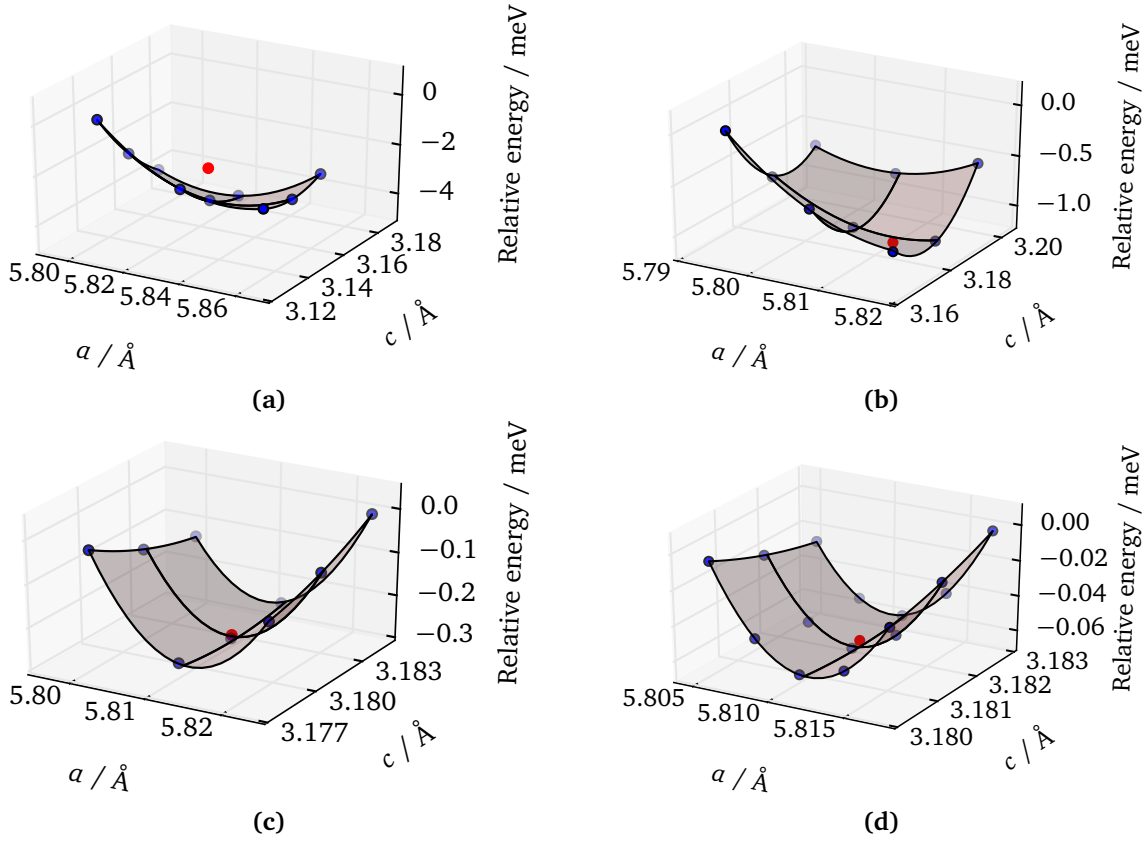 0
−2
−4
Relative energy / meV
3.18
3.16
3.14
3.12
5.80
5.82
5.84
5.86
c / Å
a / Å
(a)
0.0
−0.5
−1.0
Relative energy / meV
3.20
3.18
3.16
5.79
5.80
5.81
5.82
c / Å
a / Å
(b)
0.0
−0.1
−0.2
−0.3
Relative energy / meV
3.183
3.180
3.177
5.80
5.81
5.82
c / Å
a / Å
(c)
0.00
−0.02
−0.04
−0.06
Relative energy / meV
3.183
3.182
3.181
3.180
5.805
5.810
5.815
c / Å
a / Å
(d)